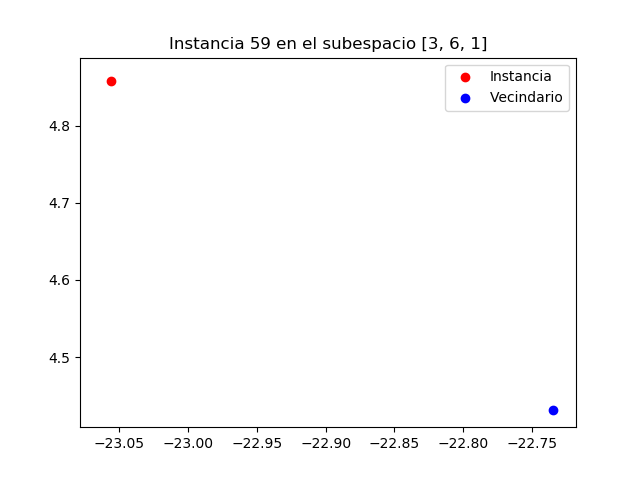 Instancia 59 en el subespacio [3, 6, 1]
Instancia
Vecindario
4.8
4.7
4.6
4.5
−23.05 −23.00 −22.95 −22.90 −22.85 −22.80 −22.75